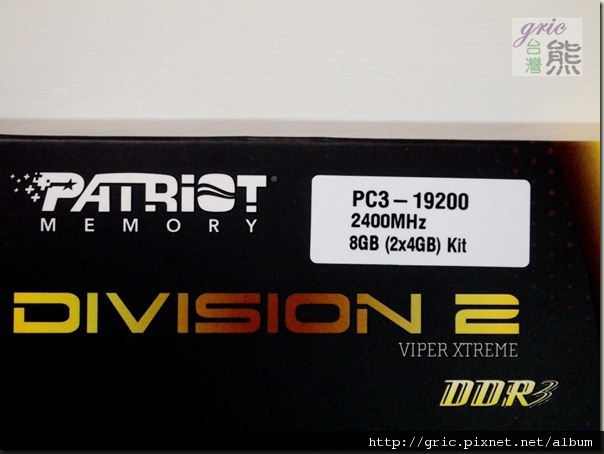 gric
台灣熊
PATRIOT®
MEMORY
PC3-19200
2400MHz
8GB (2x4GB) Kit
DIVISION 2
VIPER XTREME
DDR3
http://gric.pixnet.net/album